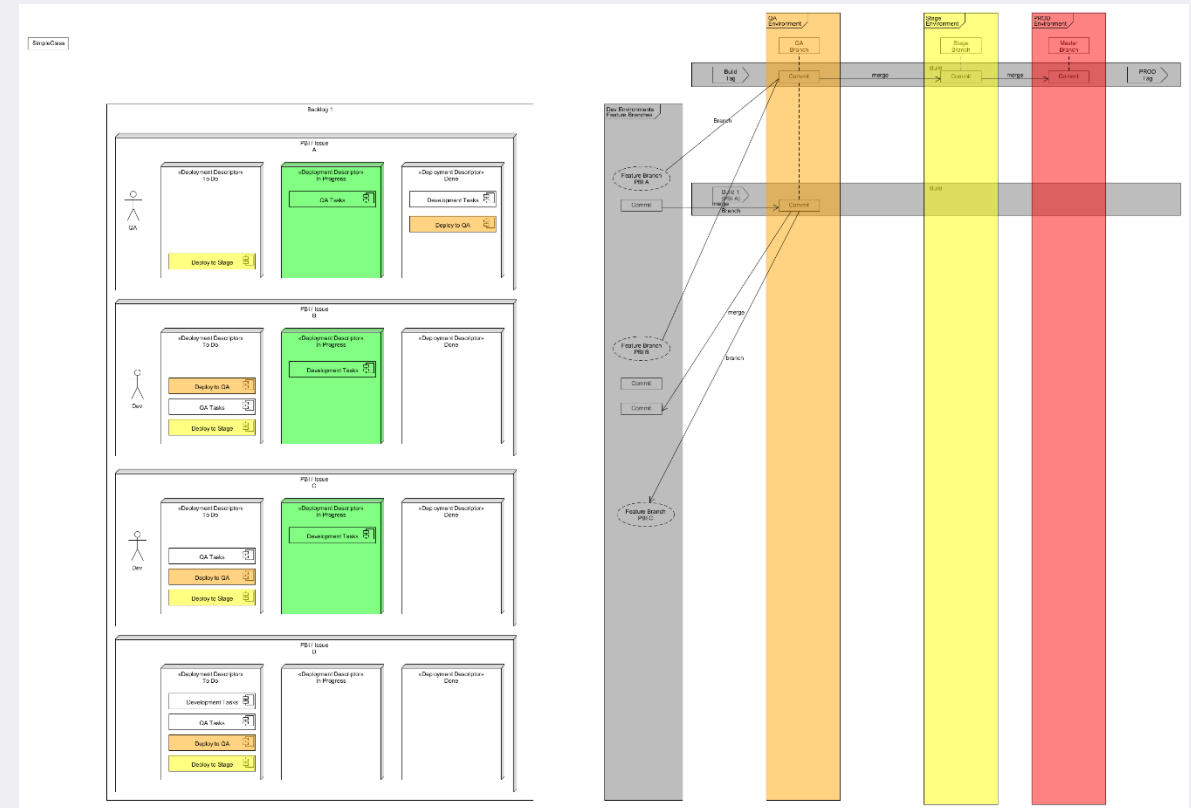 SimpleClass
Backlog 1
PBI / Issue
A
«Deployment Descriptor»
To Do
Deploy to Stage
«Deployment Descriptor»
In Progress
QA Tasks
«Deployment Descriptor»
Done
Development Tasks
Deploy to QA
QA
PBI / Issue
B
«Deployment Descriptor»
To Do
Deploy to QA
QA Tasks
Deploy to Stage
«Deployment Descriptor»
In Progress
Development Tasks
«Deployment Descriptor»
Done
Dev
PBI / Issue
C
«Deployment Descriptor»
To Do
QA Tasks
Deploy to QA
Deploy to Stage
«Deployment Descriptor»
In Progress
Development Tasks
«Deployment Descriptor»
Done
Dev
PBI / Issue
D
«Deployment Descriptor»
To Do
Development Tasks
QA Tasks
Deploy to QA
Deploy to Stage
«Deployment Descriptor»
In Progress
«Deployment Descriptor»
Done
QA
Environment
Stage
Environment
PROD
Environment
QA
Branch
Stage
Branch
Master
Branch
Build
Build
Tag
Commit
merge
Commit
merge
Commit
PROD
Tag
Dev Environments
Feature Branches
Branch
Feature Branch
PBI A
Build
Build 1
(PBI A)
Commit
merge
Branch
Commit
merge
Feature Branch
PBI B
branch
Commit
Commit
Feature Branch
PBI C